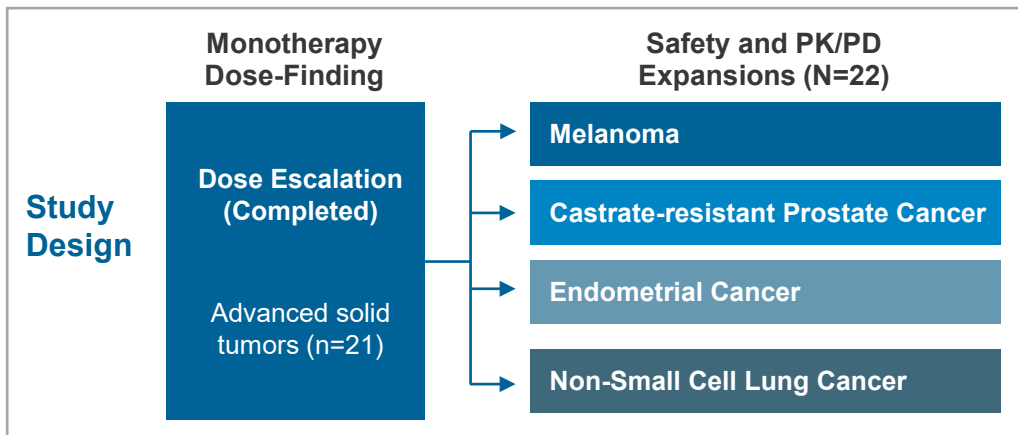 Monotherapy
Dose-Finding
Safety and PK/PD
Expansions (N=22)
Study
Design
Dose Escalation
(Completed)
Advanced solid
tumors (n=21)
Melanoma
Castrate-resistant Prostate Cancer
Endometrial Cancer
Non-Small Cell Lung Cancer